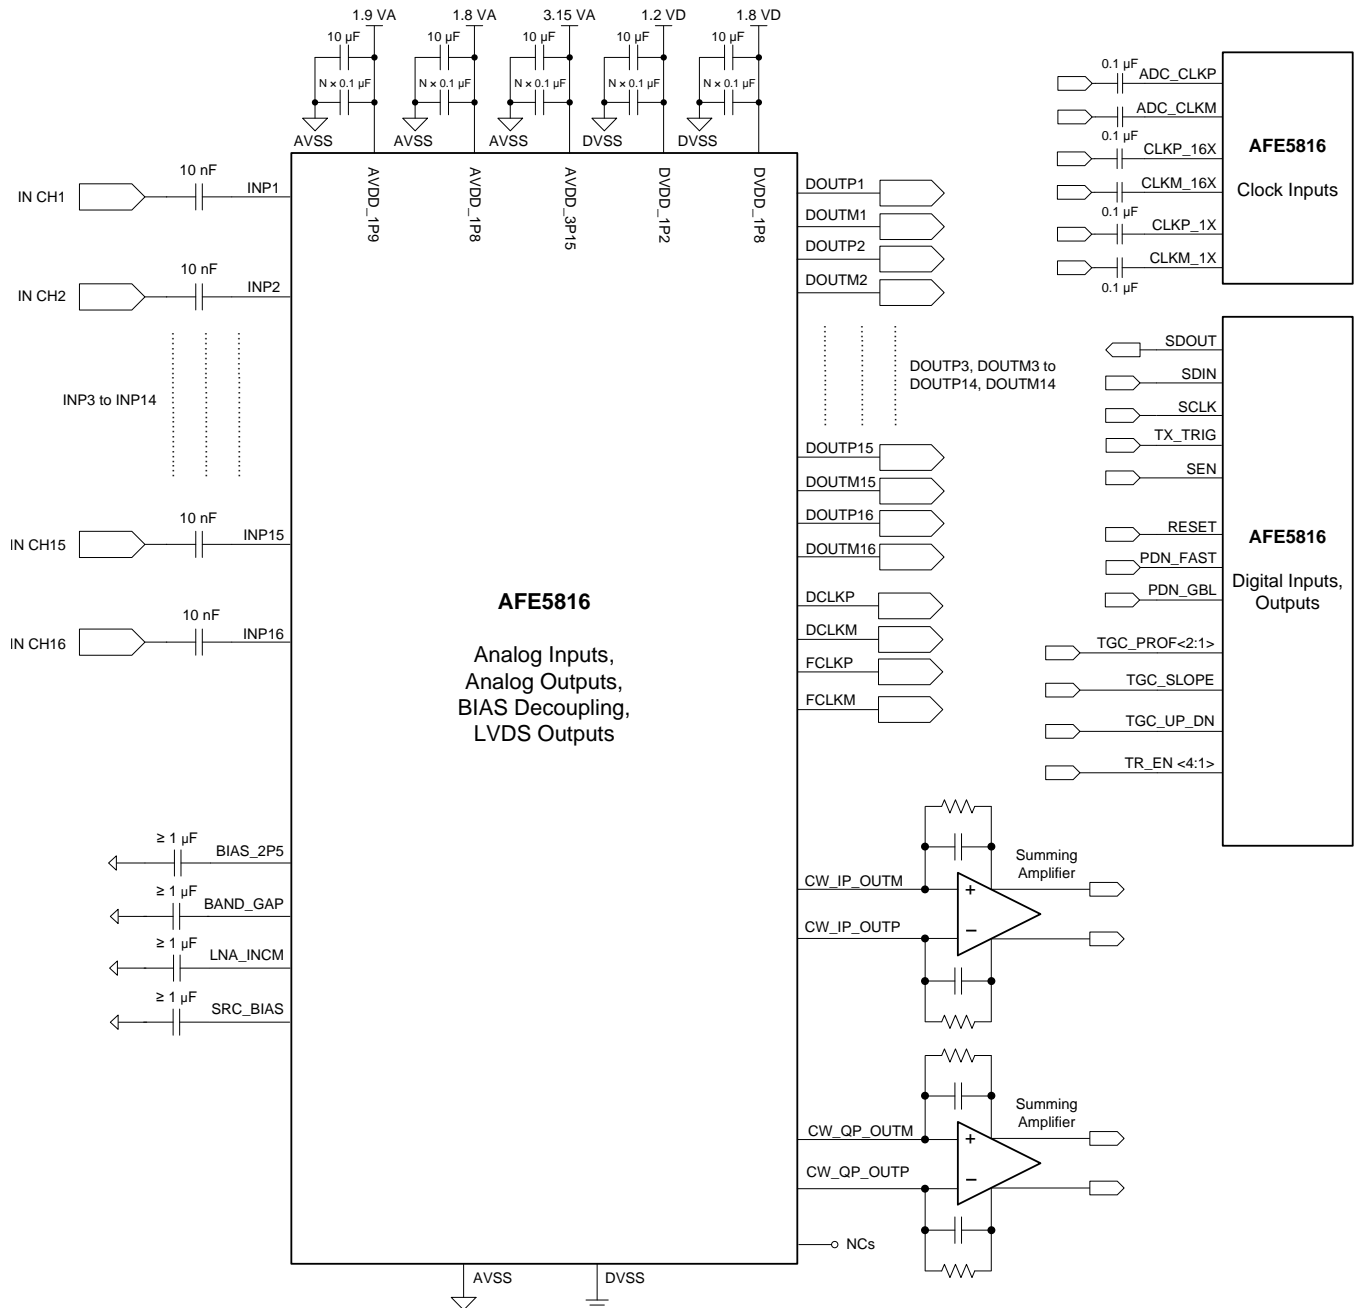 1.9 VA
1.8 VA
3.15 VA
1.2 VD
1.8 VD
10 µF
10 µF
10 µF
10 µF
10 µF
N × 0.1 µF
N × 0.1 µF
N × 0.1 µF
N × 0.1 µF
N × 0.1 µF
AVSS
AVSS
AVSS
DVSS
DVSS
AVDD_1P9
AVDD_1P8
AVDD_3P15
DVDD_1P2
DVDD_1P8
IN CH1
10 nF
INP1
IN CH2
10 nF
INP2
INP3 to INP14
IN CH15
10 nF
INP15
IN CH16
10 nF
INP16
AFE5816
Analog Inputs,
Analog Outputs,
BIAS Decoupling,
LVDS Outputs
≥ 1 µF
BIAS_2P5
≥ 1 µF
BAND_GAP
≥ 1 µF
LNA_INCM
≥ 1 µF
SRC_BIAS
AVSS
DVSS
DOUTP1
DOUTM1
DOUTP2
DOUTM2
DOUTP3, DOUTM3 to
DOUTP14, DOUTM14
DOUTP15
DOUTM15
DOUTP16
DOUTM16
DCLKP
DCLKM
FCLKP
FCLKM
CW_IP_OUTM
CW_IP_OUTP
+
−
Summing
Amplifier
CW_QP_OUTM
CW_QP_OUTP
+
−
Summing
Amplifier
NCs
0.1 µF
ADC_CLKP
ADC_CLKM
0.1 µF
CLKP_16X
CLKM_16X
0.1 µF
CLKP_1X
CLKM_1X
0.1 µF
AFE5816
Clock Inputs
SDOUT
SDIN
SCLK
TX_TRIG
SEN
RESET
PDN_FAST
PDN_GBL
TGC_PROF<2:1>
TGC_SLOPE
TGC_UP_DN
TR_EN <4:1>
AFE5816
Digital Inputs,
Outputs